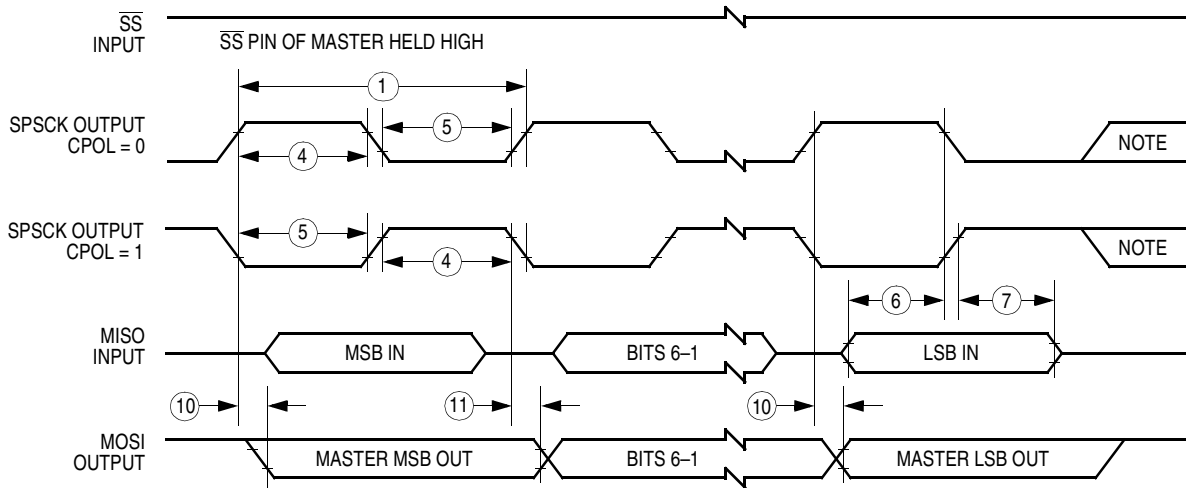 SS
INPUT
SS PIN OF MASTER HELD HIGH
1
SPSCK OUTPUT
CPOL = 0
5
4
NOTE
SPSCK OUTPUT
CPOL = 1
5
4
NOTE
6
7
MISO
INPUT
MSB IN
BITS 6–1
LSB IN
10
11
10
MOSI
OUTPUT
MASTER MSB OUT
BITS 6–1
MASTER LSB OUT